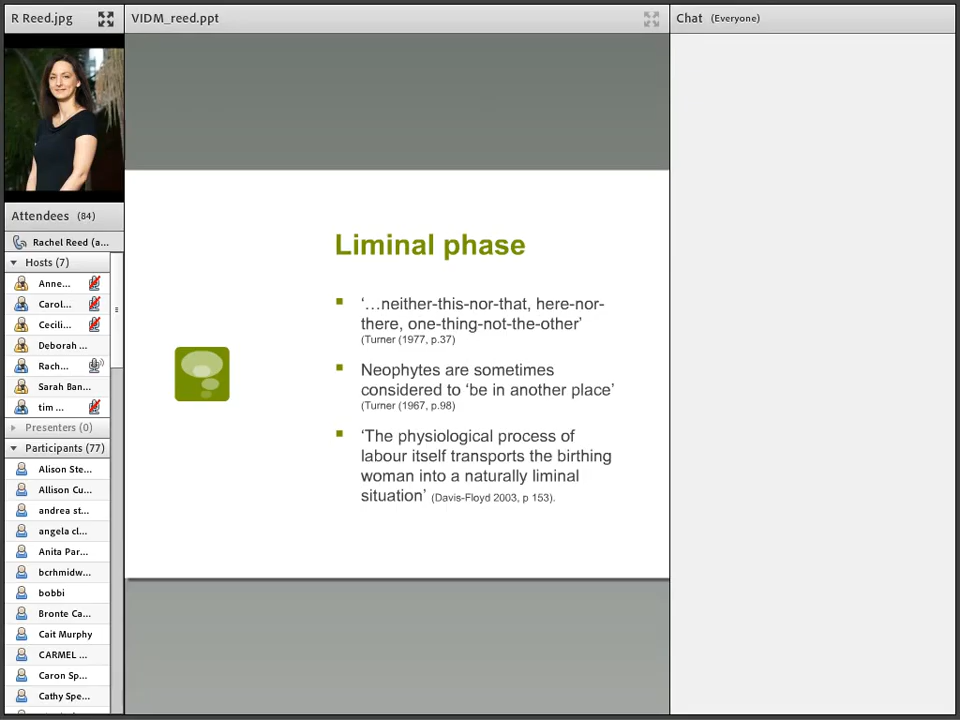 R Reed.jpg
VIDM_reed.ppt
Chat (Everyone)
Attendees (84)
Rachel Reed (a...
Hosts (7)
Anne...
Carol...
Cecili...
Deborah ...
Rach...
Sarah Ban...
tim ...
Presenters (0)
Participants (77)
Alison Ste...
Allison Cu...
andrea st...
angela cl...
Anita Par...
bcrhmidw...
bobbi
Bronte Ca...
Cait Murphy
CARMEL ...
Caron Sp...
Cathy Spe...
Liminal phase
‘…neither-this-nor-that, here-nor-
there, one-thing-not-the-other’
(Turner (1977, p.37)
Neophytes are sometimes
considered to ‘be in another place’
(Turner (1967, p.98)
‘The physiological process of
labour itself transports the birthing
woman into a naturally liminal
situation’ (Davis-Floyd 2003, p 153).